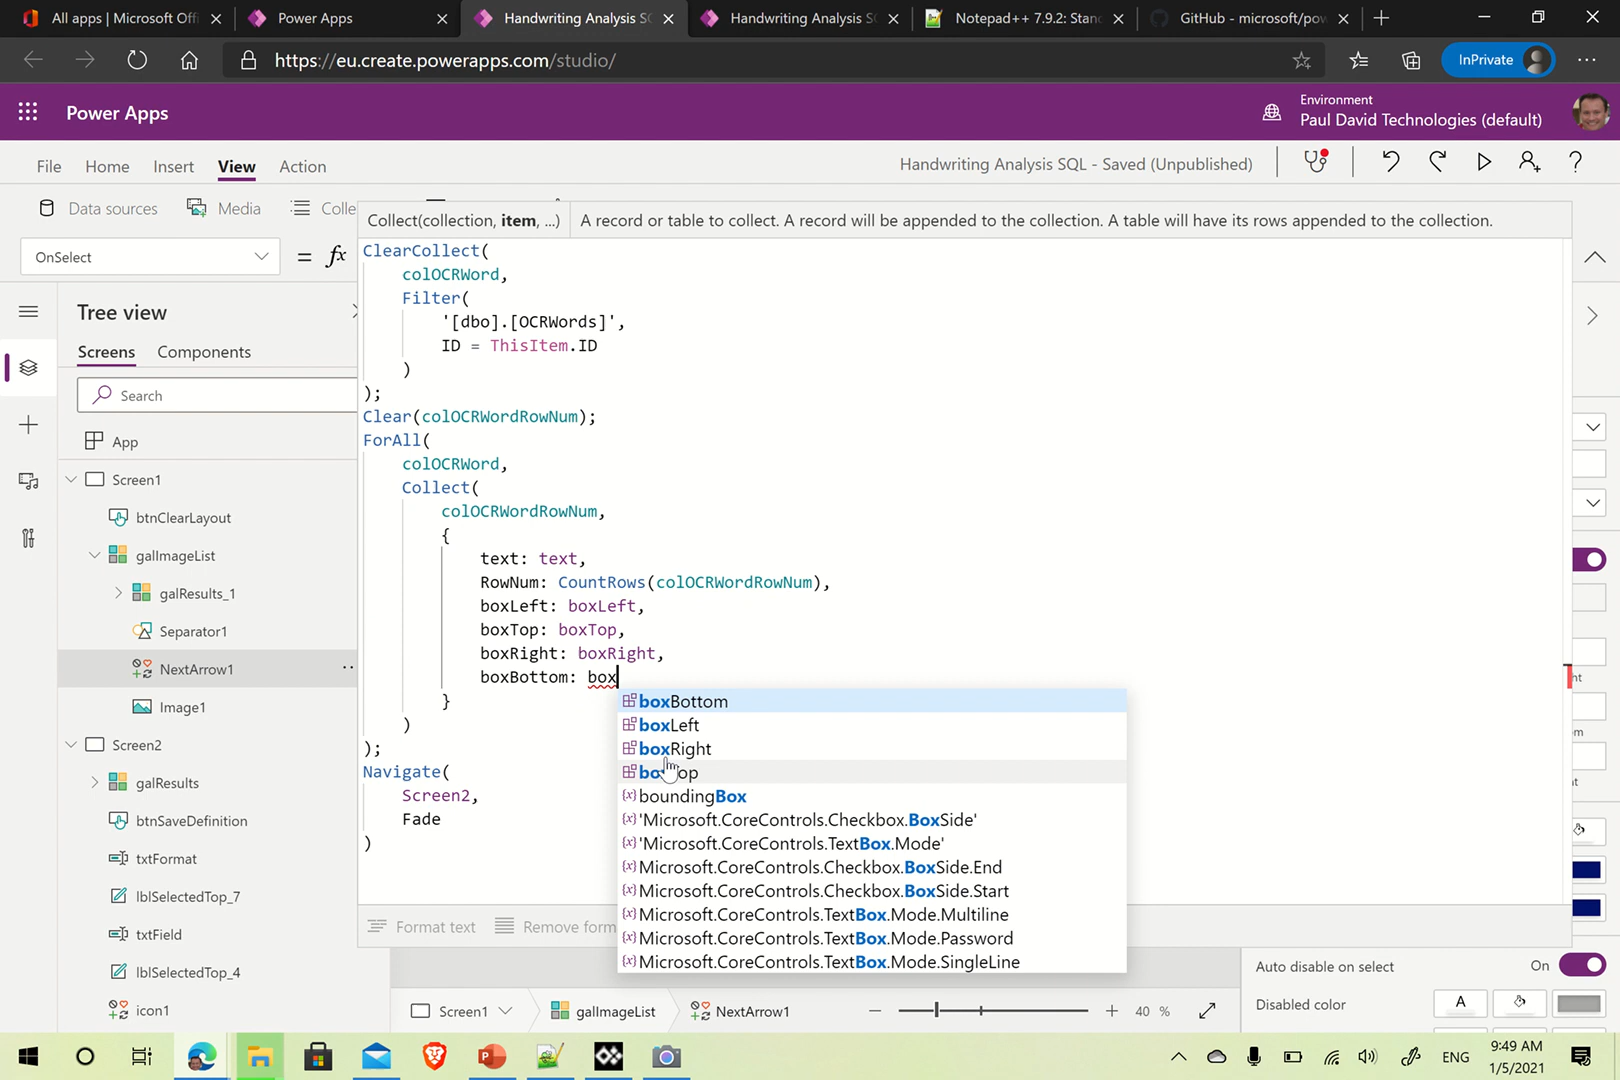 All apps | Microsoft Offi
Power Apps
Handwriting Analysis SQ
Handwriting Analysis SQ
Notepad++ 7.9.2: Stanc
GitHub - microsoft/pow
https://eu.create.powerapps.com/studio/
InPrivate
Power Apps
Environment
Paul David Technologies (default)
File Home Insert View Action
Handwriting Analysis SQL - Saved (Unpublished)
Data sources Media Colle
Collect(collection, item, ...) A record or table to collect. A record will be appended to the collection. A table will have its rows appended to the collection.
OnSelect = fx
ClearCollect(
colOCRWord,
Filter(
'[dbo].[OCRWords]',
ID = ThisItem.ID
)
);
Clear(colOCRWordRowNum);
ForAll(
colOCRWord,
Collect(
colOCRWordRowNum,
{
text: text,
RowNum: CountRows(colOCRWordRowNum),
boxLeft: boxLeft,
boxTop: boxTop,
boxRight: boxRight,
boxBottom: box
}
)
);
Navigate(
Screen2,
Fade
)
boxBottom
boxLeft
boxRight
boxTop
boundingBox
'Microsoft.CoreControls.Checkbox.BoxSide'
'Microsoft.CoreControls.TextBox.Mode'
Microsoft.CoreControls.Checkbox.BoxSide.End
Microsoft.CoreControls.Checkbox.BoxSide.Start
Microsoft.CoreControls.TextBox.Mode.Multiline
Microsoft.CoreControls.TextBox.Mode.Password
Microsoft.CoreControls.TextBox.Mode.SingleLine
Tree view
Screens Components
Search
App
Screen1
btnClearLayout
galImageList
galResults_1
Separator1
NextArrow1
Image1
Screen2
galResults
btnSaveDefinition
txtFormat
lblSelectedTop_7
txtField
lblSelectedTop_4
icon1
Format text Remove form
Screen1 galImageList NextArrow1
40 %
Auto disable on select On
Disabled color
A
ENG
9:49 AM
1/5/2021